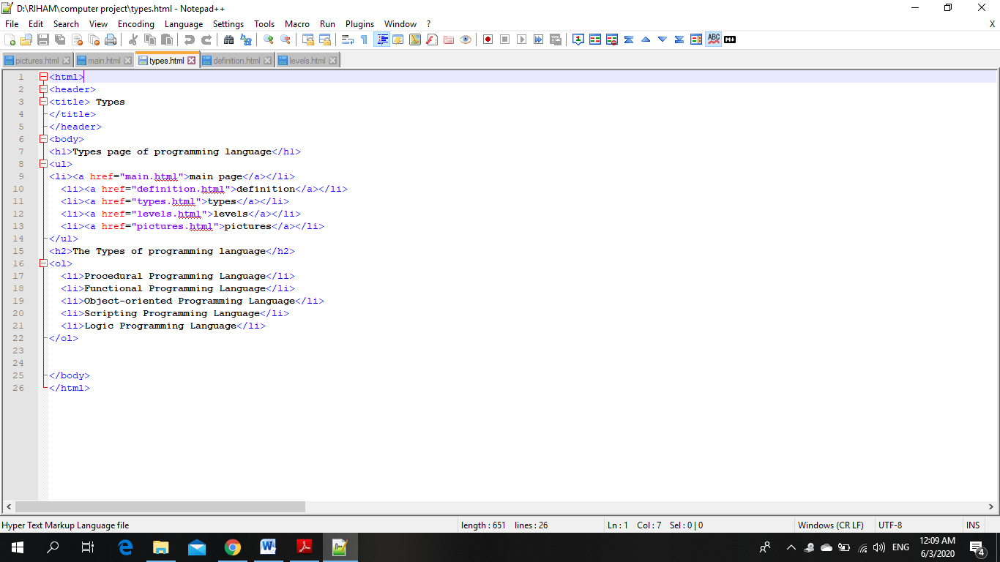 D:\RIHAM\computer project\types.html - Notepad++
File Edit Search View Encoding Language Settings Tools Macro Run Plugins Window ? X
pictures.html main.html types.html definition.html levels.html
1 <html>
2 <header>
3 <title> Types
4 </title>
5 </header>
6 <body>
7 <h1>Types page of programming language</h1>
8 <ul>
9 <li><a href="main.html">main page</a></li>
10 <li><a href="definition.html">definition</a></li>
11 <li><a href="types.html">types</a></li>
12 <li><a href="levels.html">levels</a></li>
13 <li><a href="pictures.html">pictures</a></li>
14 </ul>
15 <h2>The Types of programming language</h2>
16 <ol>
17 <li>Procedural Programming Language</li>
18 <li>Functional Programming Language</li>
19 <li>Object-oriented Programming Language</li>
20 <li>Scripting Programming Language</li>
21 <li>Logic Programming Language</li>
22 </ol>
23
24
25 </body>
26 </html>
Hyper Text Markup Language file length : 651 lines : 26 Ln : 1 Col : 7 Sel : 0 | 0 Windows (CR LF) UTF-8 INS
ENG 12:09 AM
6/3/2020 4